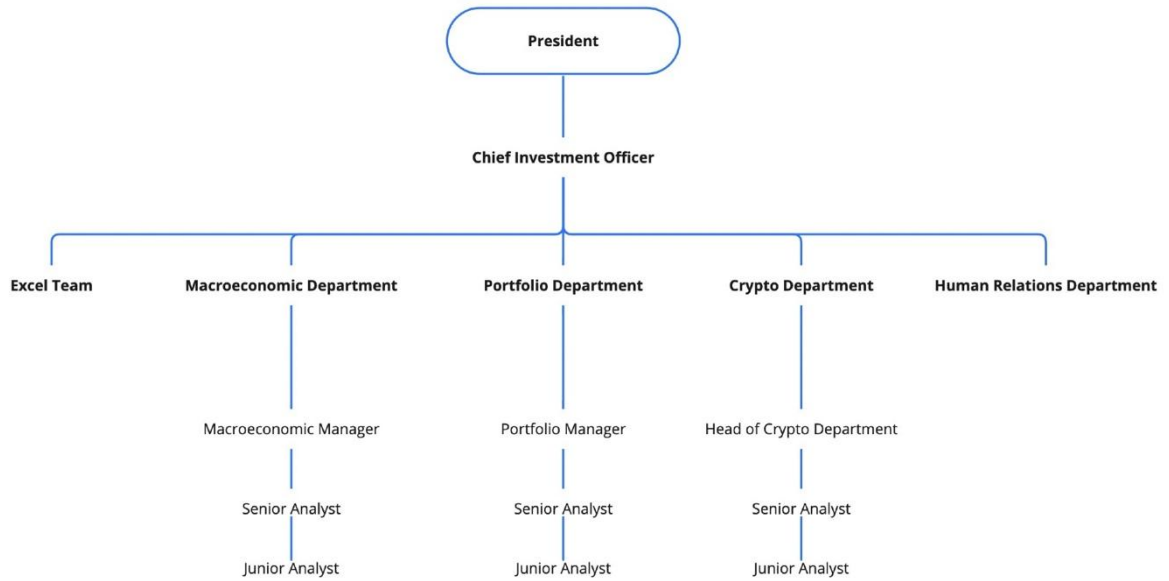 President
Chief Investment Officer
Excel Team
Macroeconomic Department
Portfolio Department
Crypto Department
Human Relations Department
Macroeconomic Manager
Portfolio Manager
Head of Crypto Department
Senior Analyst
Senior Analyst
Senior Analyst
Junior Analyst
Junior Analyst
Junior Analyst